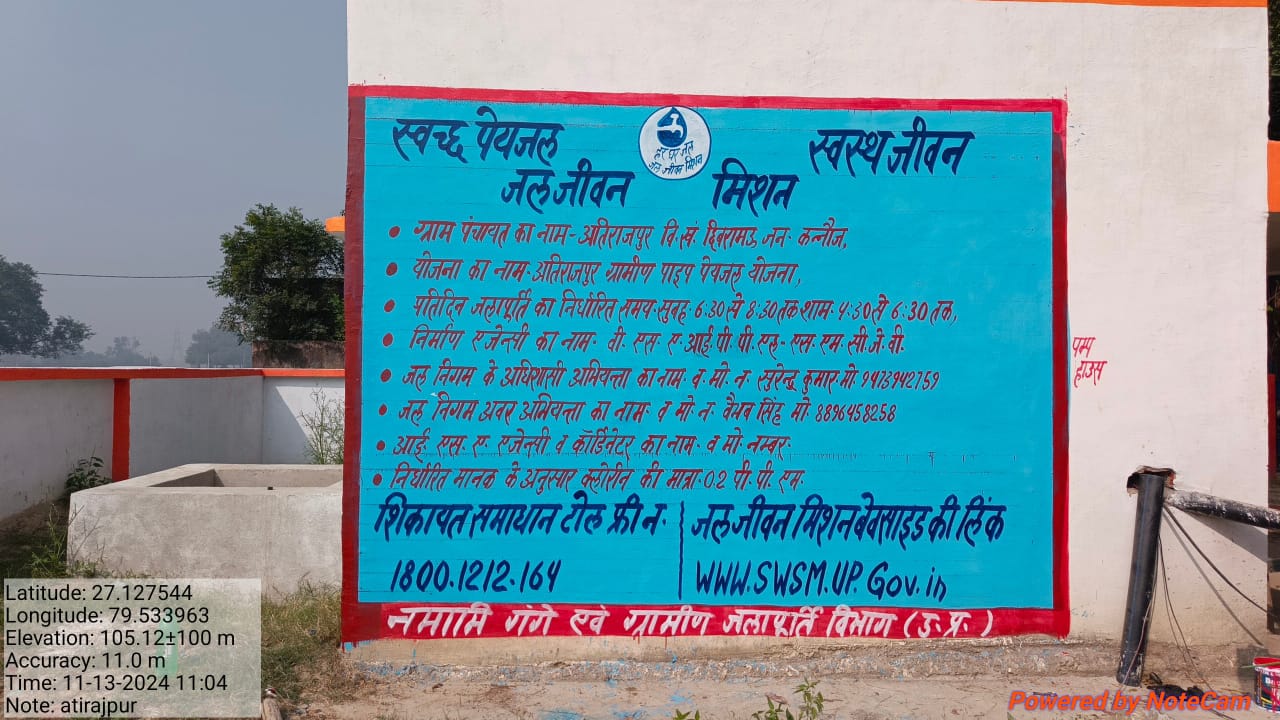 स्वच्छ पेयजल
स्वस्थ जीवन
हर घर जल
जल जीवन मिशन
जल जीवन मिशन
• ग्राम पंचायत का नाम-अतिराजपुर वि.खं. छिबरामऊ, जन- कन्नौज,
• योजना का नाम-अतिराजपुर ग्रामीण पाइप पेयजल योजना,
• पतिदिन जलापूर्ति का निर्धारित समय-सुबह- 6:30 से 8:30 तक शाम- 4:30 से 6:30 तक,
• निर्माण एजेन्सी का नाम- वी. एस. ए. आई. पी. पी. एल- एस. एम. सी. जे. वी.
• जल निगम के अधिशासी अभियन्ता का नाम- व. मो. न. सुरेन्द्र कुमार-मो. 9473942759
• जल निगम अवर अभियन्ता का नाम- व मो. न. वैभव सिंह मो. 8896458258
• आई. एस. ए. एजेन्सी व कॉर्डिनेटर का नाम- व मो. नम्बर-
• निर्धारित मानक के अनुसार क्लोरीन की मात्रा- 0.2 पी. पी. एम.
शिकायत समाधान टोल फ्री न.
1800.1212.164
जल जीवन मिशन बेवसाइड की लिंक
WWW.SWSM.UP.Gov.in
नमामि गंगे एवं ग्रामीण जलापूर्ति विभाग (उ.प्र.)
पम्प
हाउस
Latitude: 27.127544
Longitude: 79.533963
Elevation: 105.12±100 m
Accuracy: 11.0 m
Time: 11-13-2024 11:04
Note: atirajpur
Powered by NoteCam